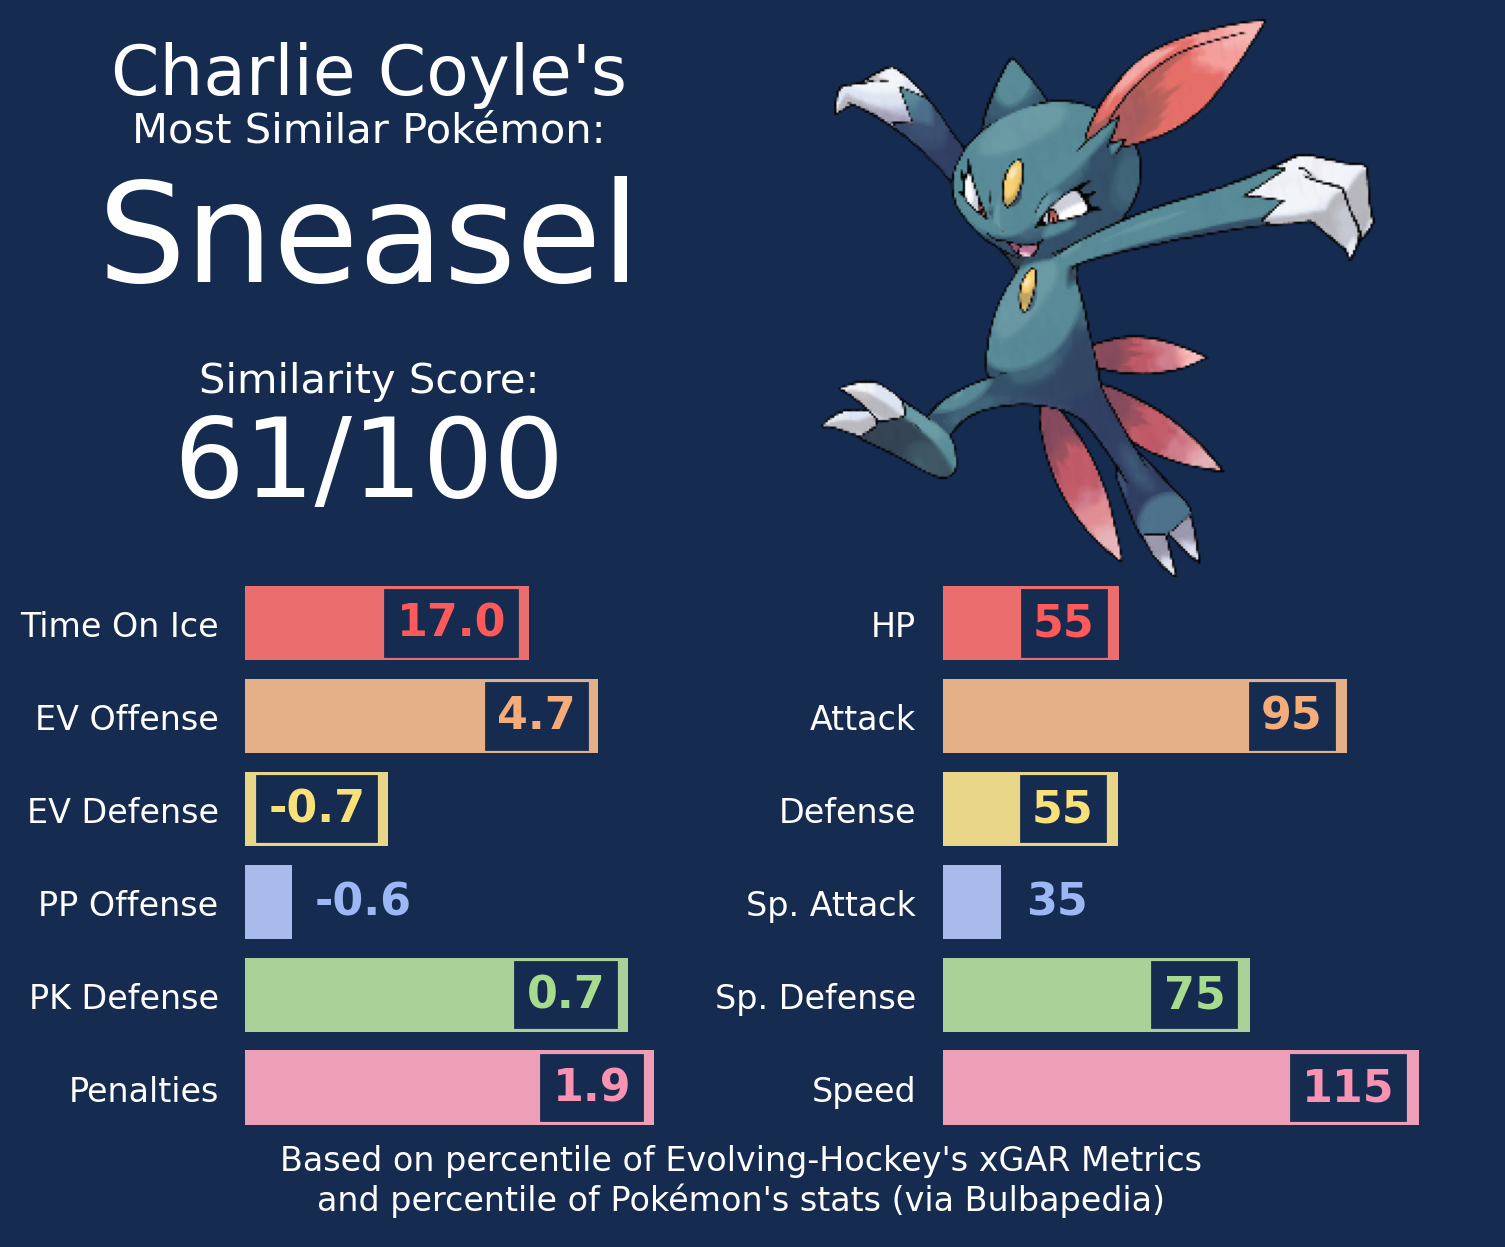 Charlie Coyle's
Most Similar Pokémon:
Sneasel
Similarity Score:
61/100
Time On Ice 17.0
EV Offense 4.7
EV Defense -0.7
PP Offense -0.6
PK Defense 0.7
Penalties 1.9
HP 55
Attack 95
Defense 55
Sp. Attack 35
Sp. Defense 75
Speed 115
Based on percentile of Evolving-Hockey's xGAR Metrics
and percentile of Pokémon's stats (via Bulbapedia)